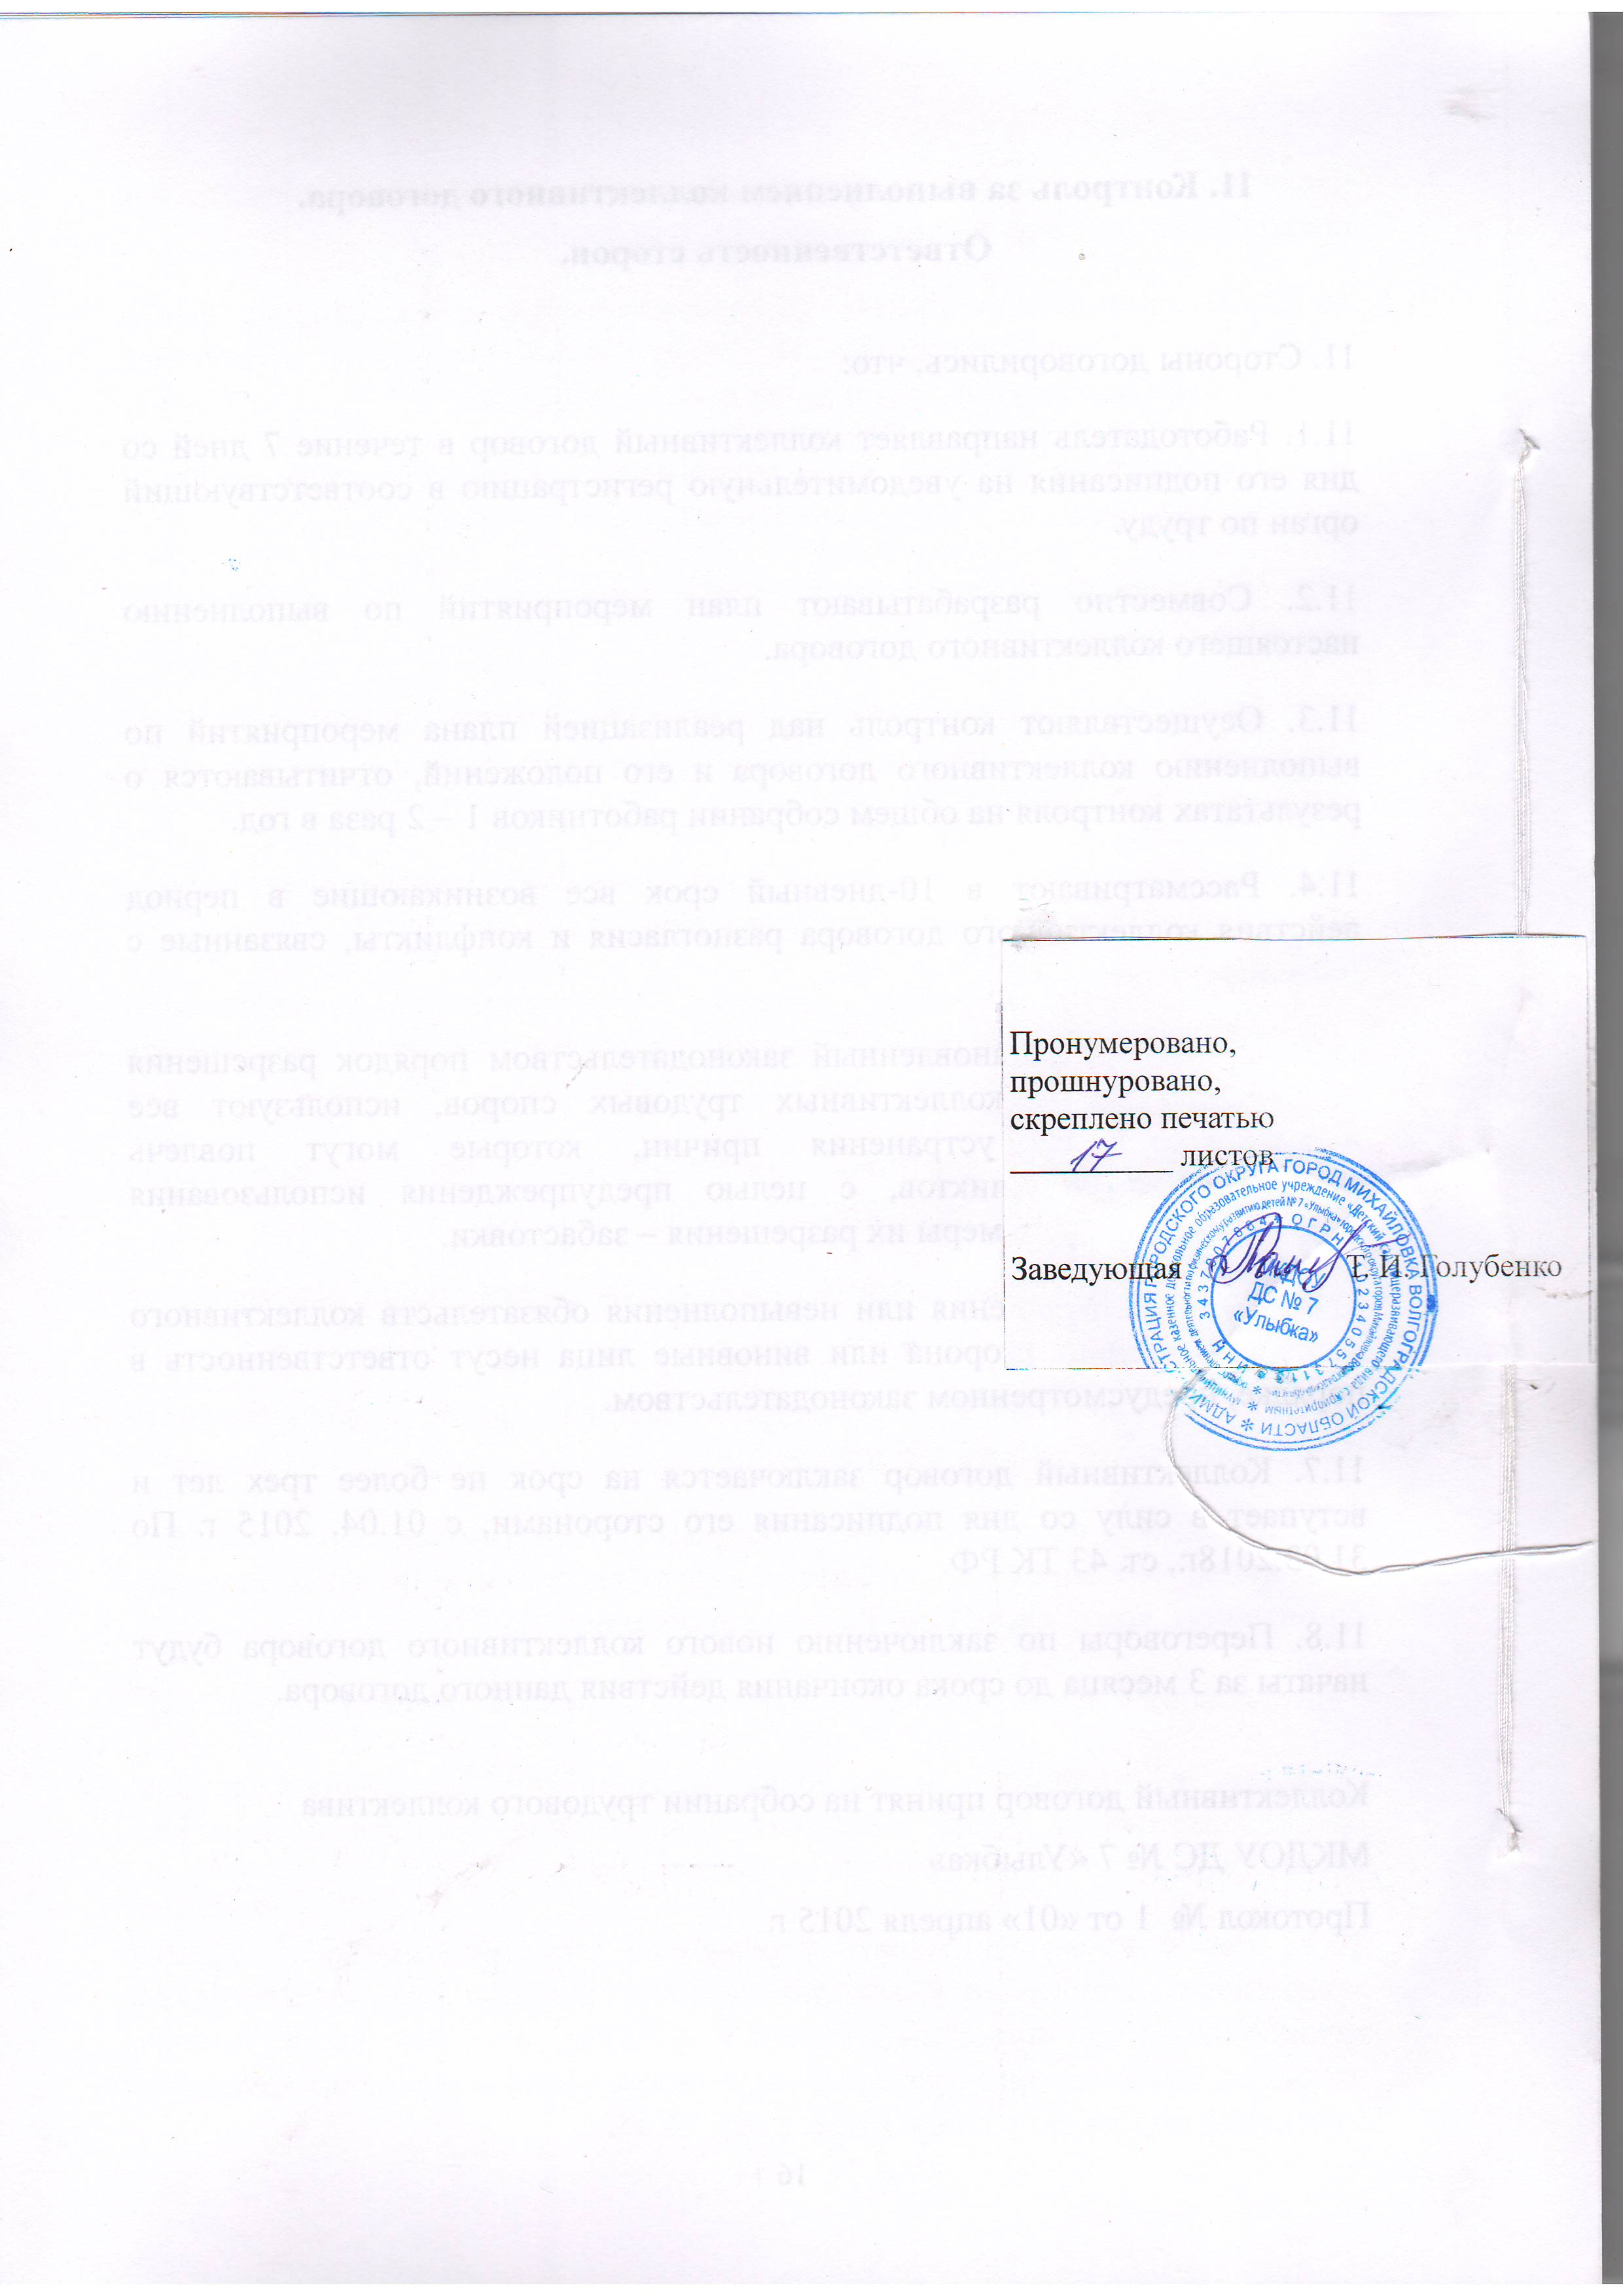 11. Контроль за выполнением коллективного договора.
Ответственность сторон.
11. Стороны договорились, что:
11.1. Работодатель направляет коллективный договор в течение 7 дней со
дня его подписания на уведомительную регистрацию в соответствующий
орган по труду.
11.2. Совместно разрабатывают план мероприятий по выполнению
настоящего коллективного договора.
11.3. Осуществляют контроль над реализацией плана мероприятий по
выполнению коллективного договора и его положений, отчитываются о
результатах контроля на общем собрании работников 1 – 2 раза в год.
11.4. Рассматривают в 10-дневный срок все возникающие в период
действия коллективного договора разногласия и конфликты, связанные с
законодательством порядок разрешения
коллективных трудовых споров, используют все
устранения причин, которые могут повлечь
с целью предупреждения использования
меры их разрешения – забастовки.
или невыполнения обязательств коллективного
или виновные лица несут ответственность в
законодательством.
11.7. Коллективный договор заключается на срок не более трех лет и
вступает в силу со дня подписания его сторонами, с 01.04. 2015 г. По
ст. 43 ТК РФ
11.8. Переговоры по заключению нового коллективного договора будут
начаты за 3 месяца до срока окончания действия данного договора.
Коллективный договор принят на собрании трудового коллектива
МКДОУ ДС № 7 «Улыбка»
Протокол № 1 от «01» апреля 2015 г.
16
Пронумеровано,
прошнуровано,
скреплено печатью
17 листов
Заведующая Т. И. Голубенко
ГОРОДСКОГО ОКРУГА ГОРОД МИХАЙЛОВКА ВОЛГОГРАДСКОЙ ОБЛАСТИ
ДС № 7
«Улыбка»